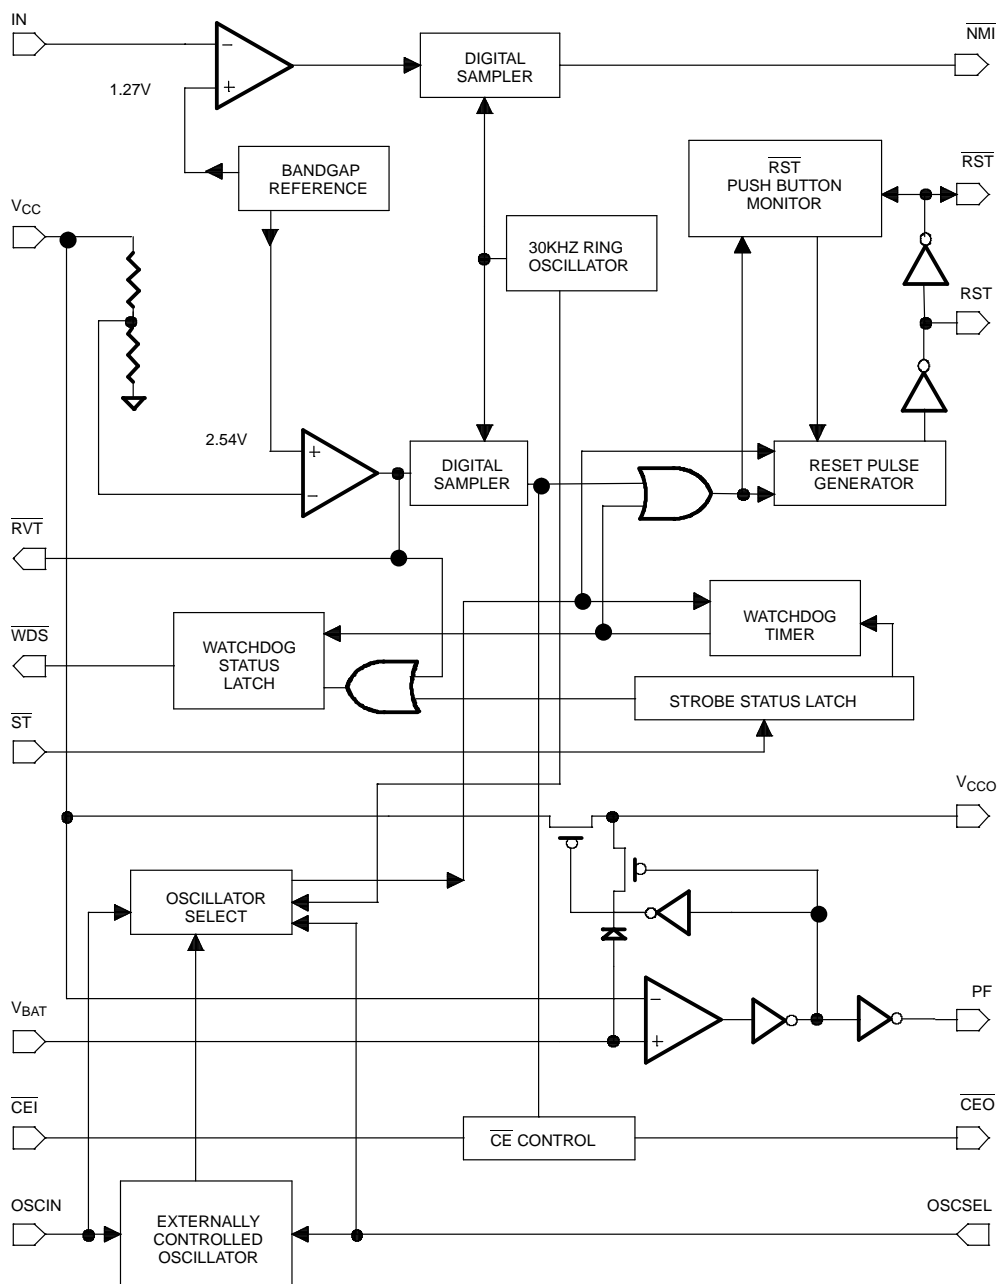 IN
NMI
DIGITAL
SAMPLER
−
+
1.27V
BANDGAP
REFERENCE
RST
PUSH BUTTON
MONITOR
RST
VCC
30KHZ RING
OSCILLATOR
RST
2.54V
+
−
DIGITAL
SAMPLER
RESET PULSE
GENERATOR
RVT
WATCHDOG
TIMER
WDS
WATCHDOG
STATUS
LATCH
STROBE STATUS LATCH
ST
VCCO
OSCILLATOR
SELECT
VBAT
−
+
PF
CEI
CE CONTROL
CEO
OSCIN
EXTERNALLY
CONTROLLED
OSCILLATOR
OSCSEL